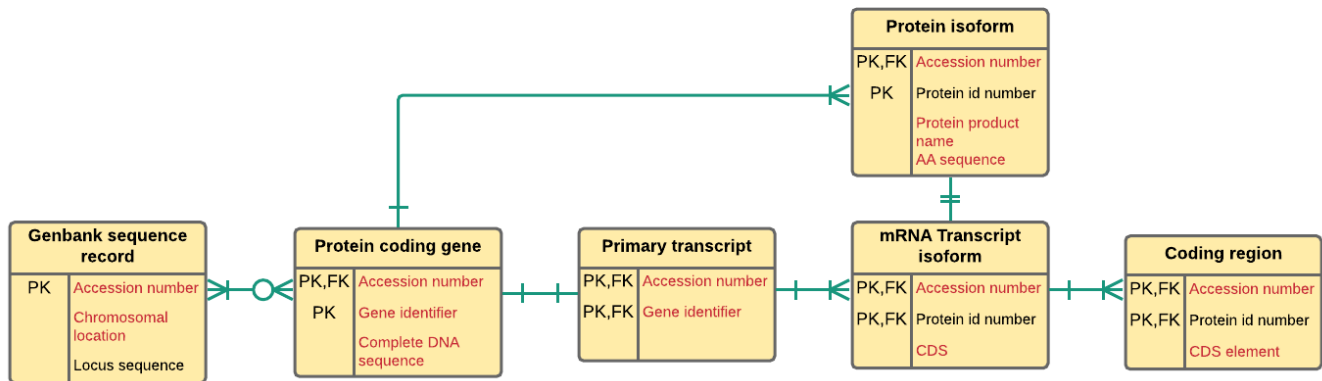 Protein isoform
PK,FK Accession number
PK Protein id number
Protein product
name
AA sequence
Genbank sequence
record
PK Accession number
Chromosomal
location
Locus sequence
Protein coding gene
PK,FK Accession number
PK Gene identifier
Complete DNA
sequence
Primary transcript
PK,FK Accession number
PK,FK Gene identifier
mRNA Transcript
isoform
PK,FK Accession number
PK,FK Protein id number
CDS
Coding region
PK,FK Accession number
PK,FK Protein id number
CDS element